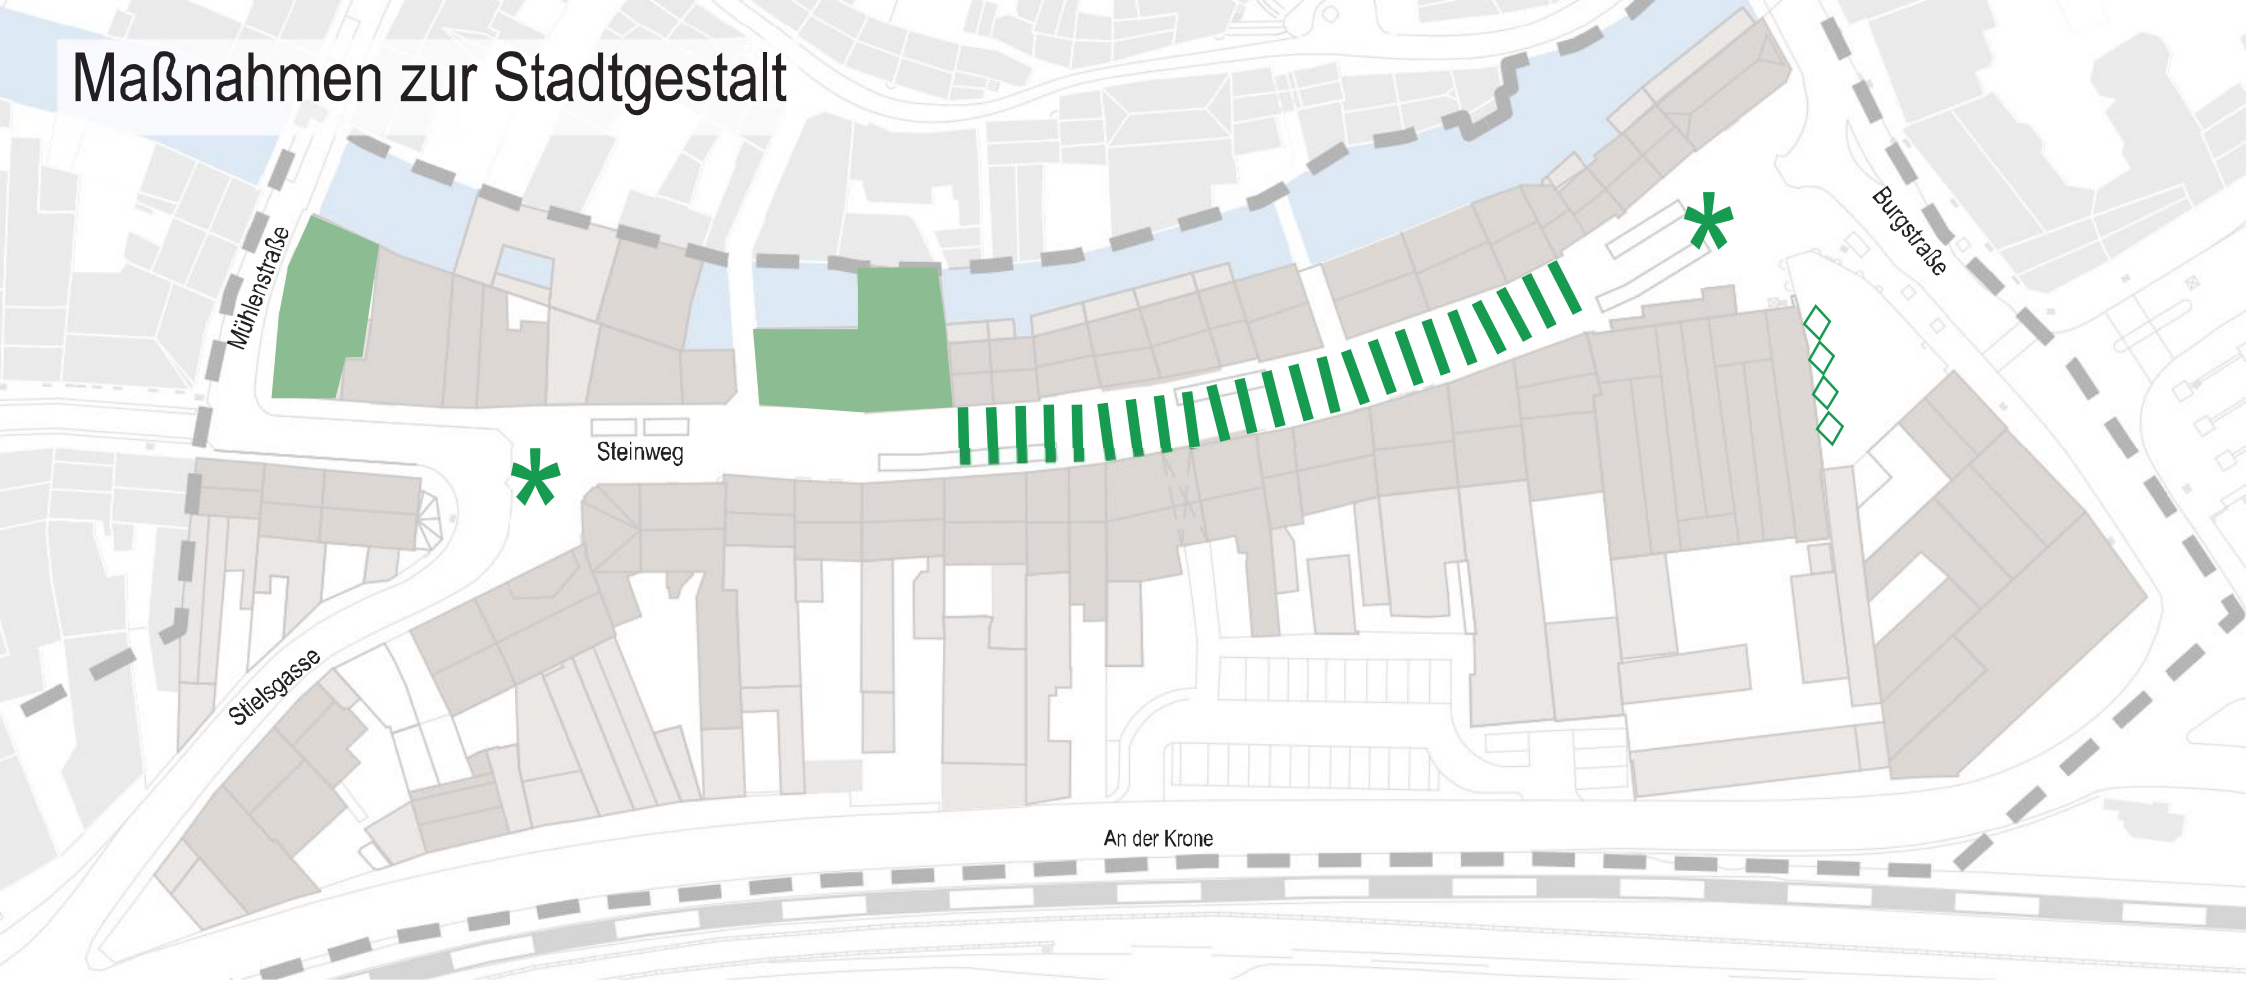 Maßnahmen zur Stadtgestalt
Mühlenstraße
Burgstraße
Steinweg
Stielsgasse
An der Krone